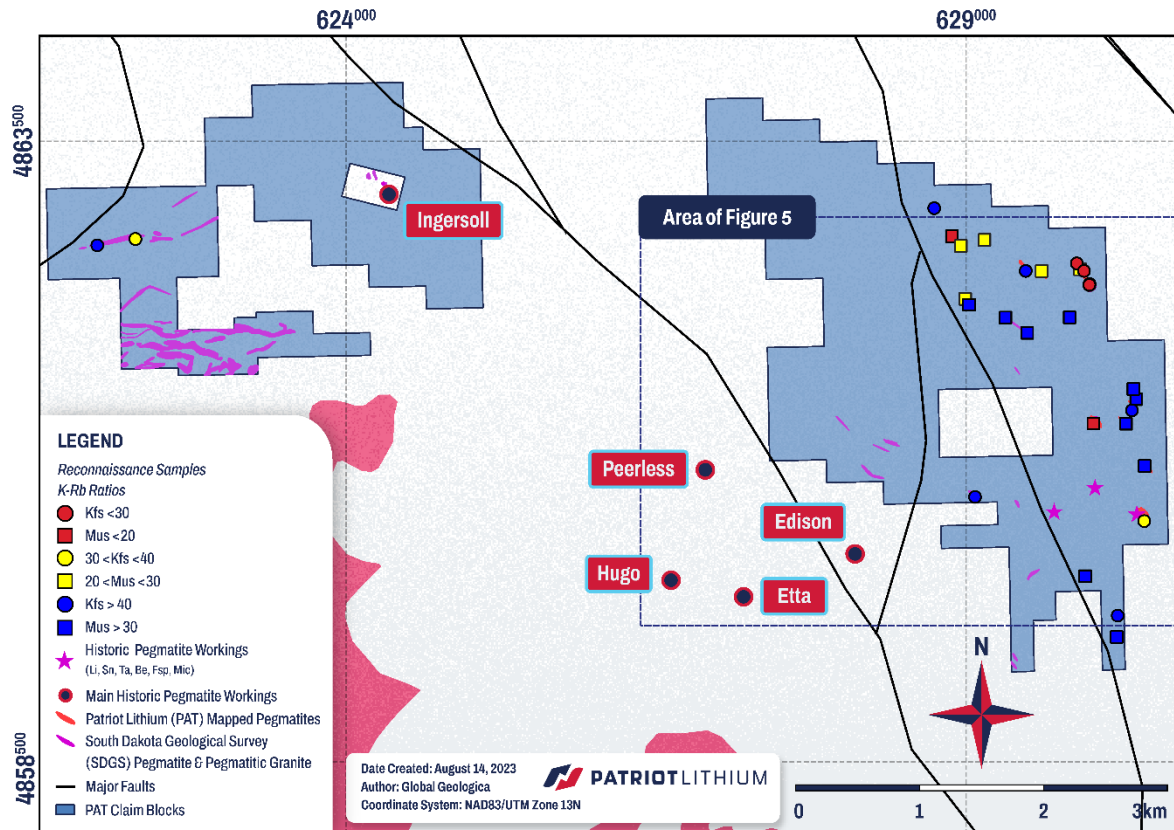 624000
629000
4863500
4858500
Ingersoll
Area of Figure 5
Peerless
Edison
Hugo
Etta
N
LEGEND
Reconnaissance Samples
K-Rb Ratios
Kfs <30
Mus <20
30 <Kfs <40
20 <Mus <30
Kfs > 40
Mus > 30
Historic Pegmatite Workings
(Li, Sn, Ta, Be, Fsp, Mic)
Main Historic Pegmatite Workings
Patriot Lithium (PAT) Mapped Pegmatites
South Dakota Geological Survey
(SDGS) Pegmatite & Pegmatitic Granite
Major Faults
PAT Claim Blocks
Date Created: August 14, 2023
Author: Global Geologica
Coordinate System: NAD83/UTM Zone 13N
PATRIOTLITHIUM
0 1 2 3km